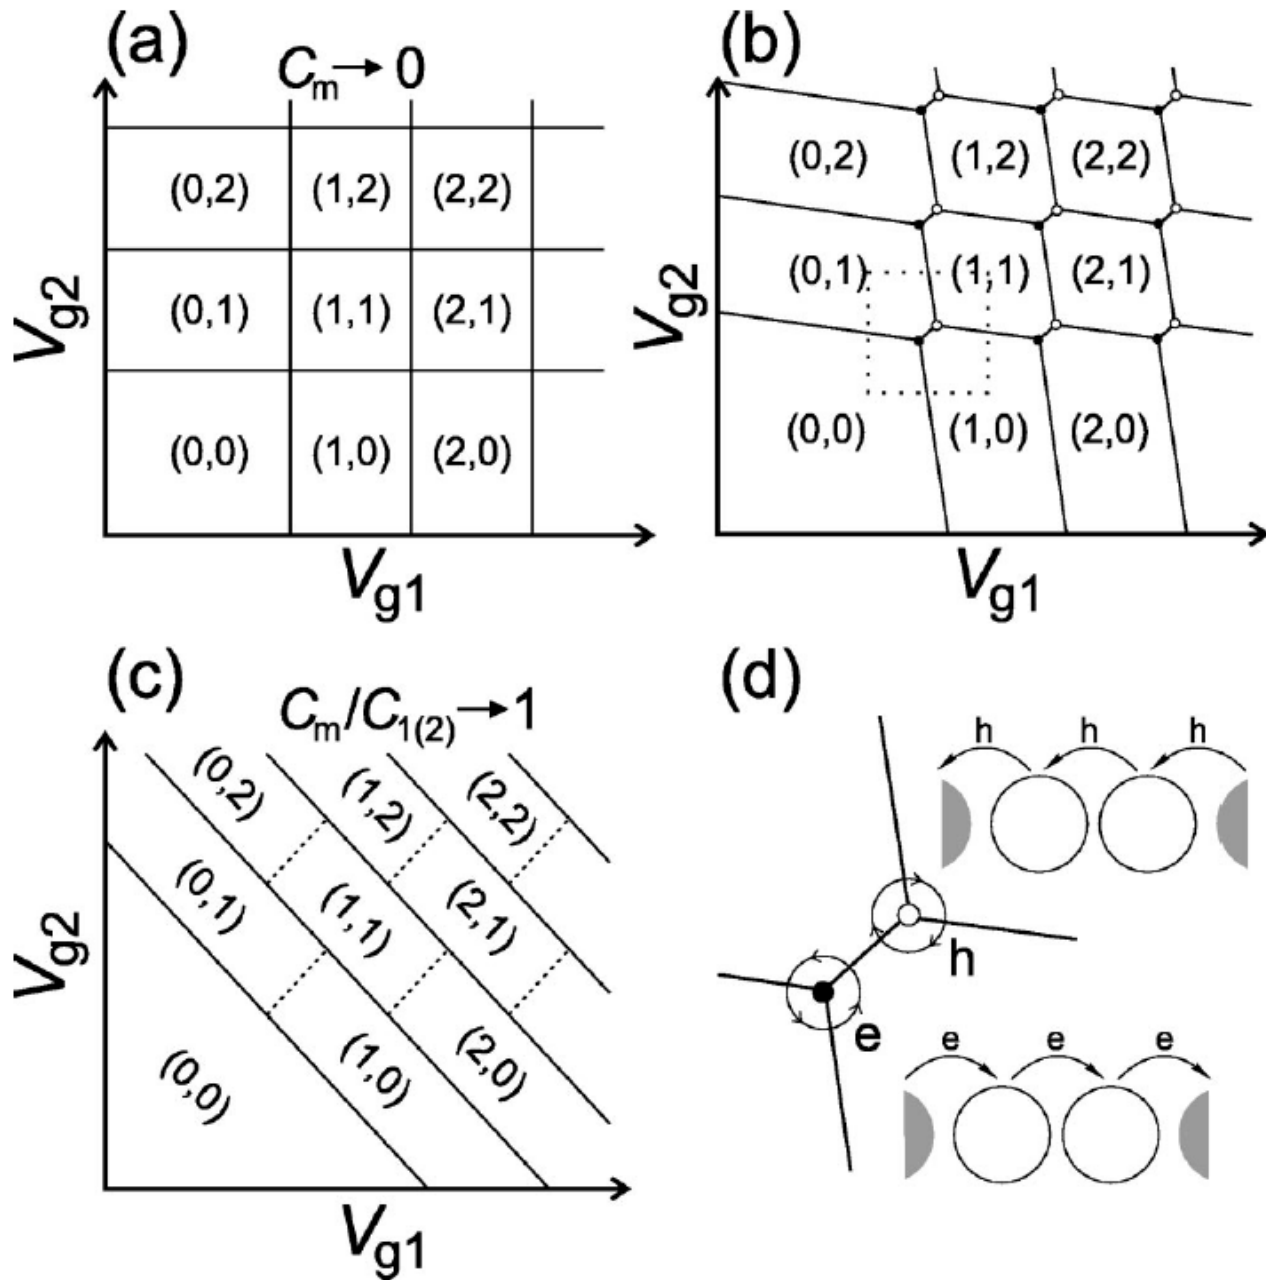 (a)
C_m → 0
V_g2
(0,2) (1,2) (2,2)
(0,1) (1,1) (2,1)
(0,0) (1,0) (2,0)
V_g1
(b)
V_g2
(0,2) (1,2) (2,2)
(0,1) (1,1) (2,1)
(0,0) (1,0) (2,0)
V_g1
(c)
C_m/C_1(2) → 1
V_g2
(0,2) (1,2) (2,2)
(0,1) (1,1) (2,1)
(0,0) (1,0) (2,0)
V_g1
(d)
h h h
h
e
e e e